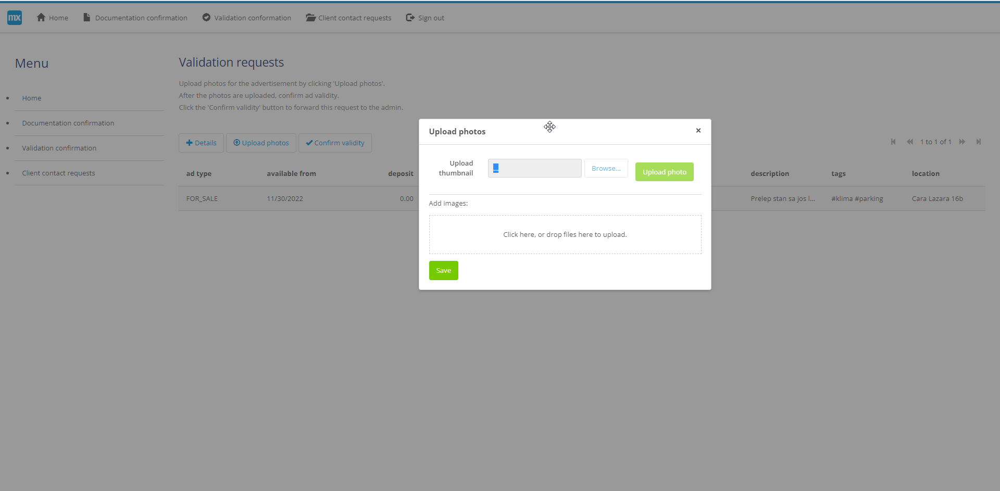 mx
Home
Documentation confirmation
Validation conformation
Client contact requests
Sign out
Menu
Home
Documentation confirmation
Validation confirmation
Client contact requests
Validation requests
Upload photos for the advertisement by clicking 'Upload photos'.
After the photos are uploaded, confirm ad validity.
Click the 'Confirm validity' button to forward this request to the admin.
Details
Upload photos
Confirm validity
1 to 1 of 1
ad type available from deposit description tags location
FOR_SALE 11/30/2022 0.00 Prelep stan sa jos l... #klima #parking Cara Lazara 16b
Upload photos
×
Upload
thumbnail
...
Browse...
Upload photo
Add images:
Click here, or drop files here to upload.
Save